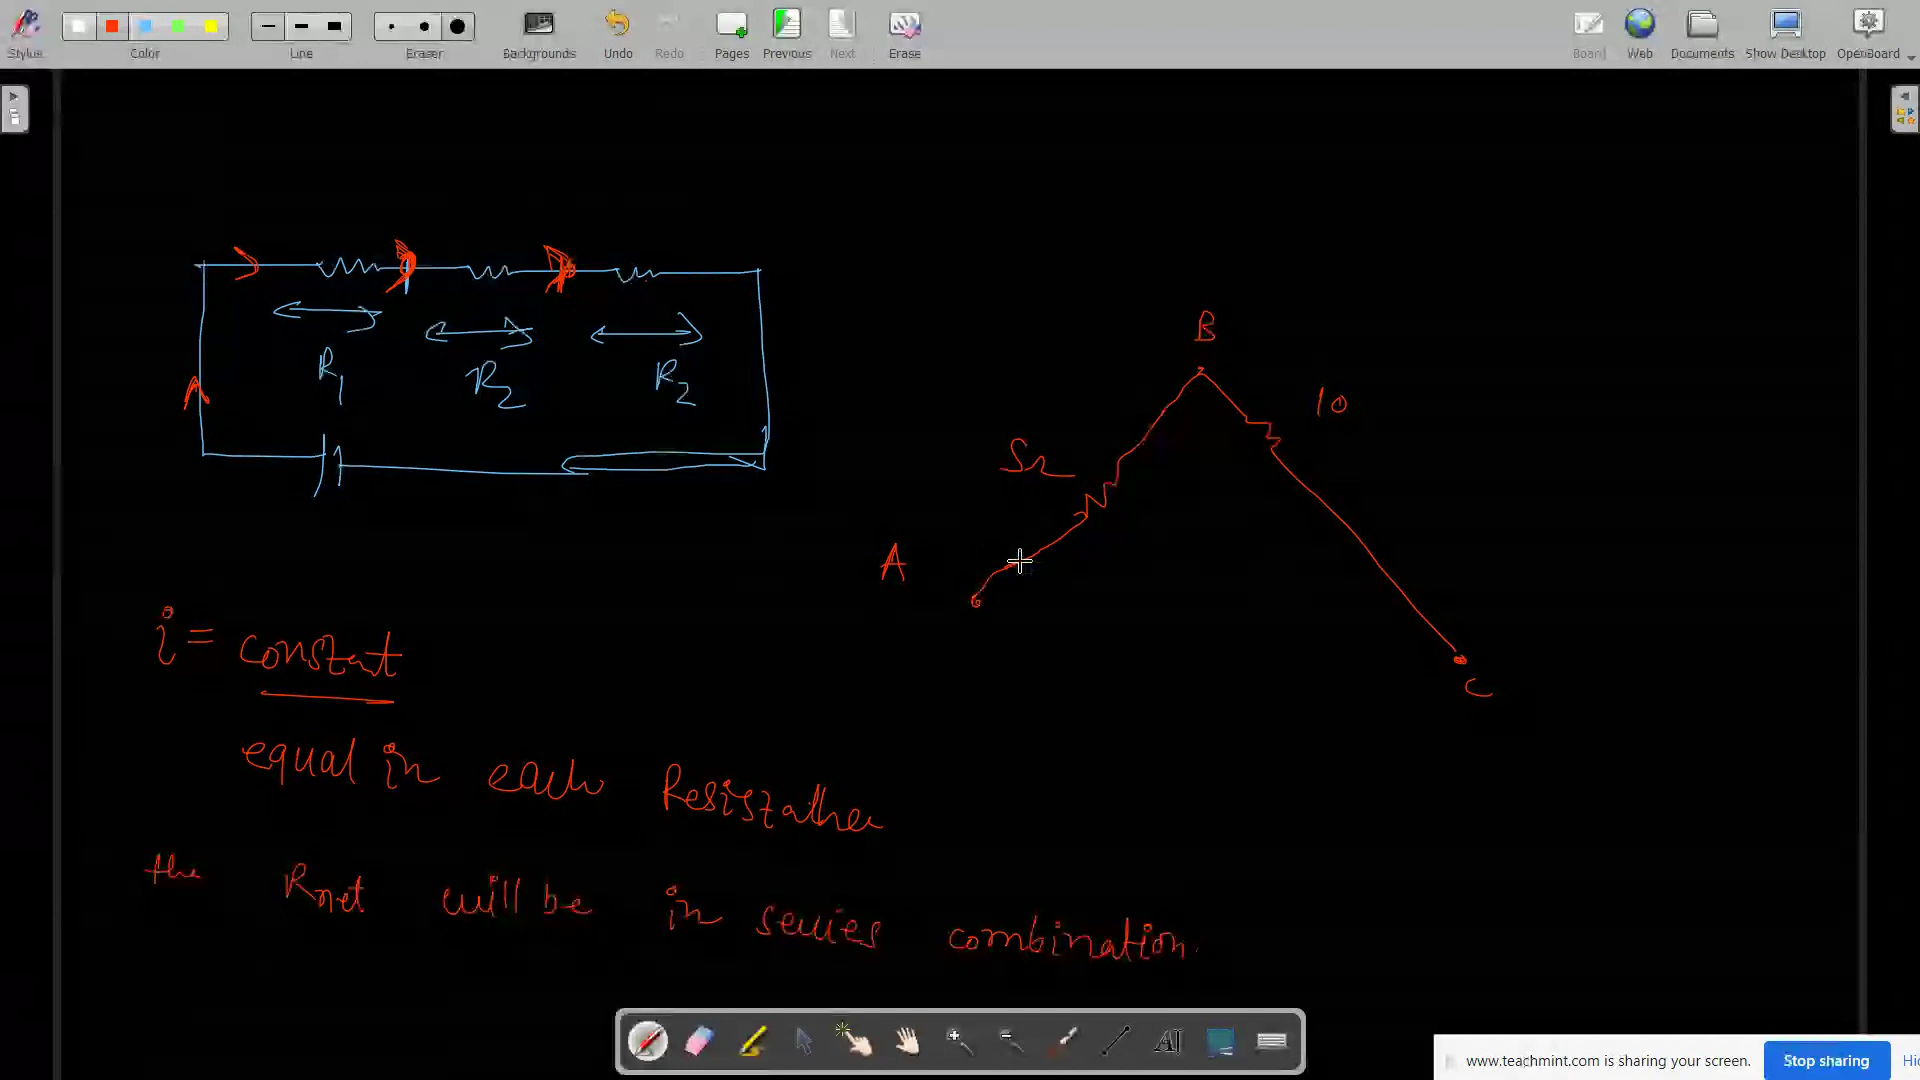 Stylus
Color
Line
Eraser
Backgrounds
Undo
Redo
Pages
Previous
Next
Erase
Board
Web
Documents
Show Desktop
OpenBoard
R1
R2
R2
B
10
5Ω
A
C
i = constant
equal in each
the Rnet will be in series combination.
www.teachmint.com is sharing your screen.
Stop sharing